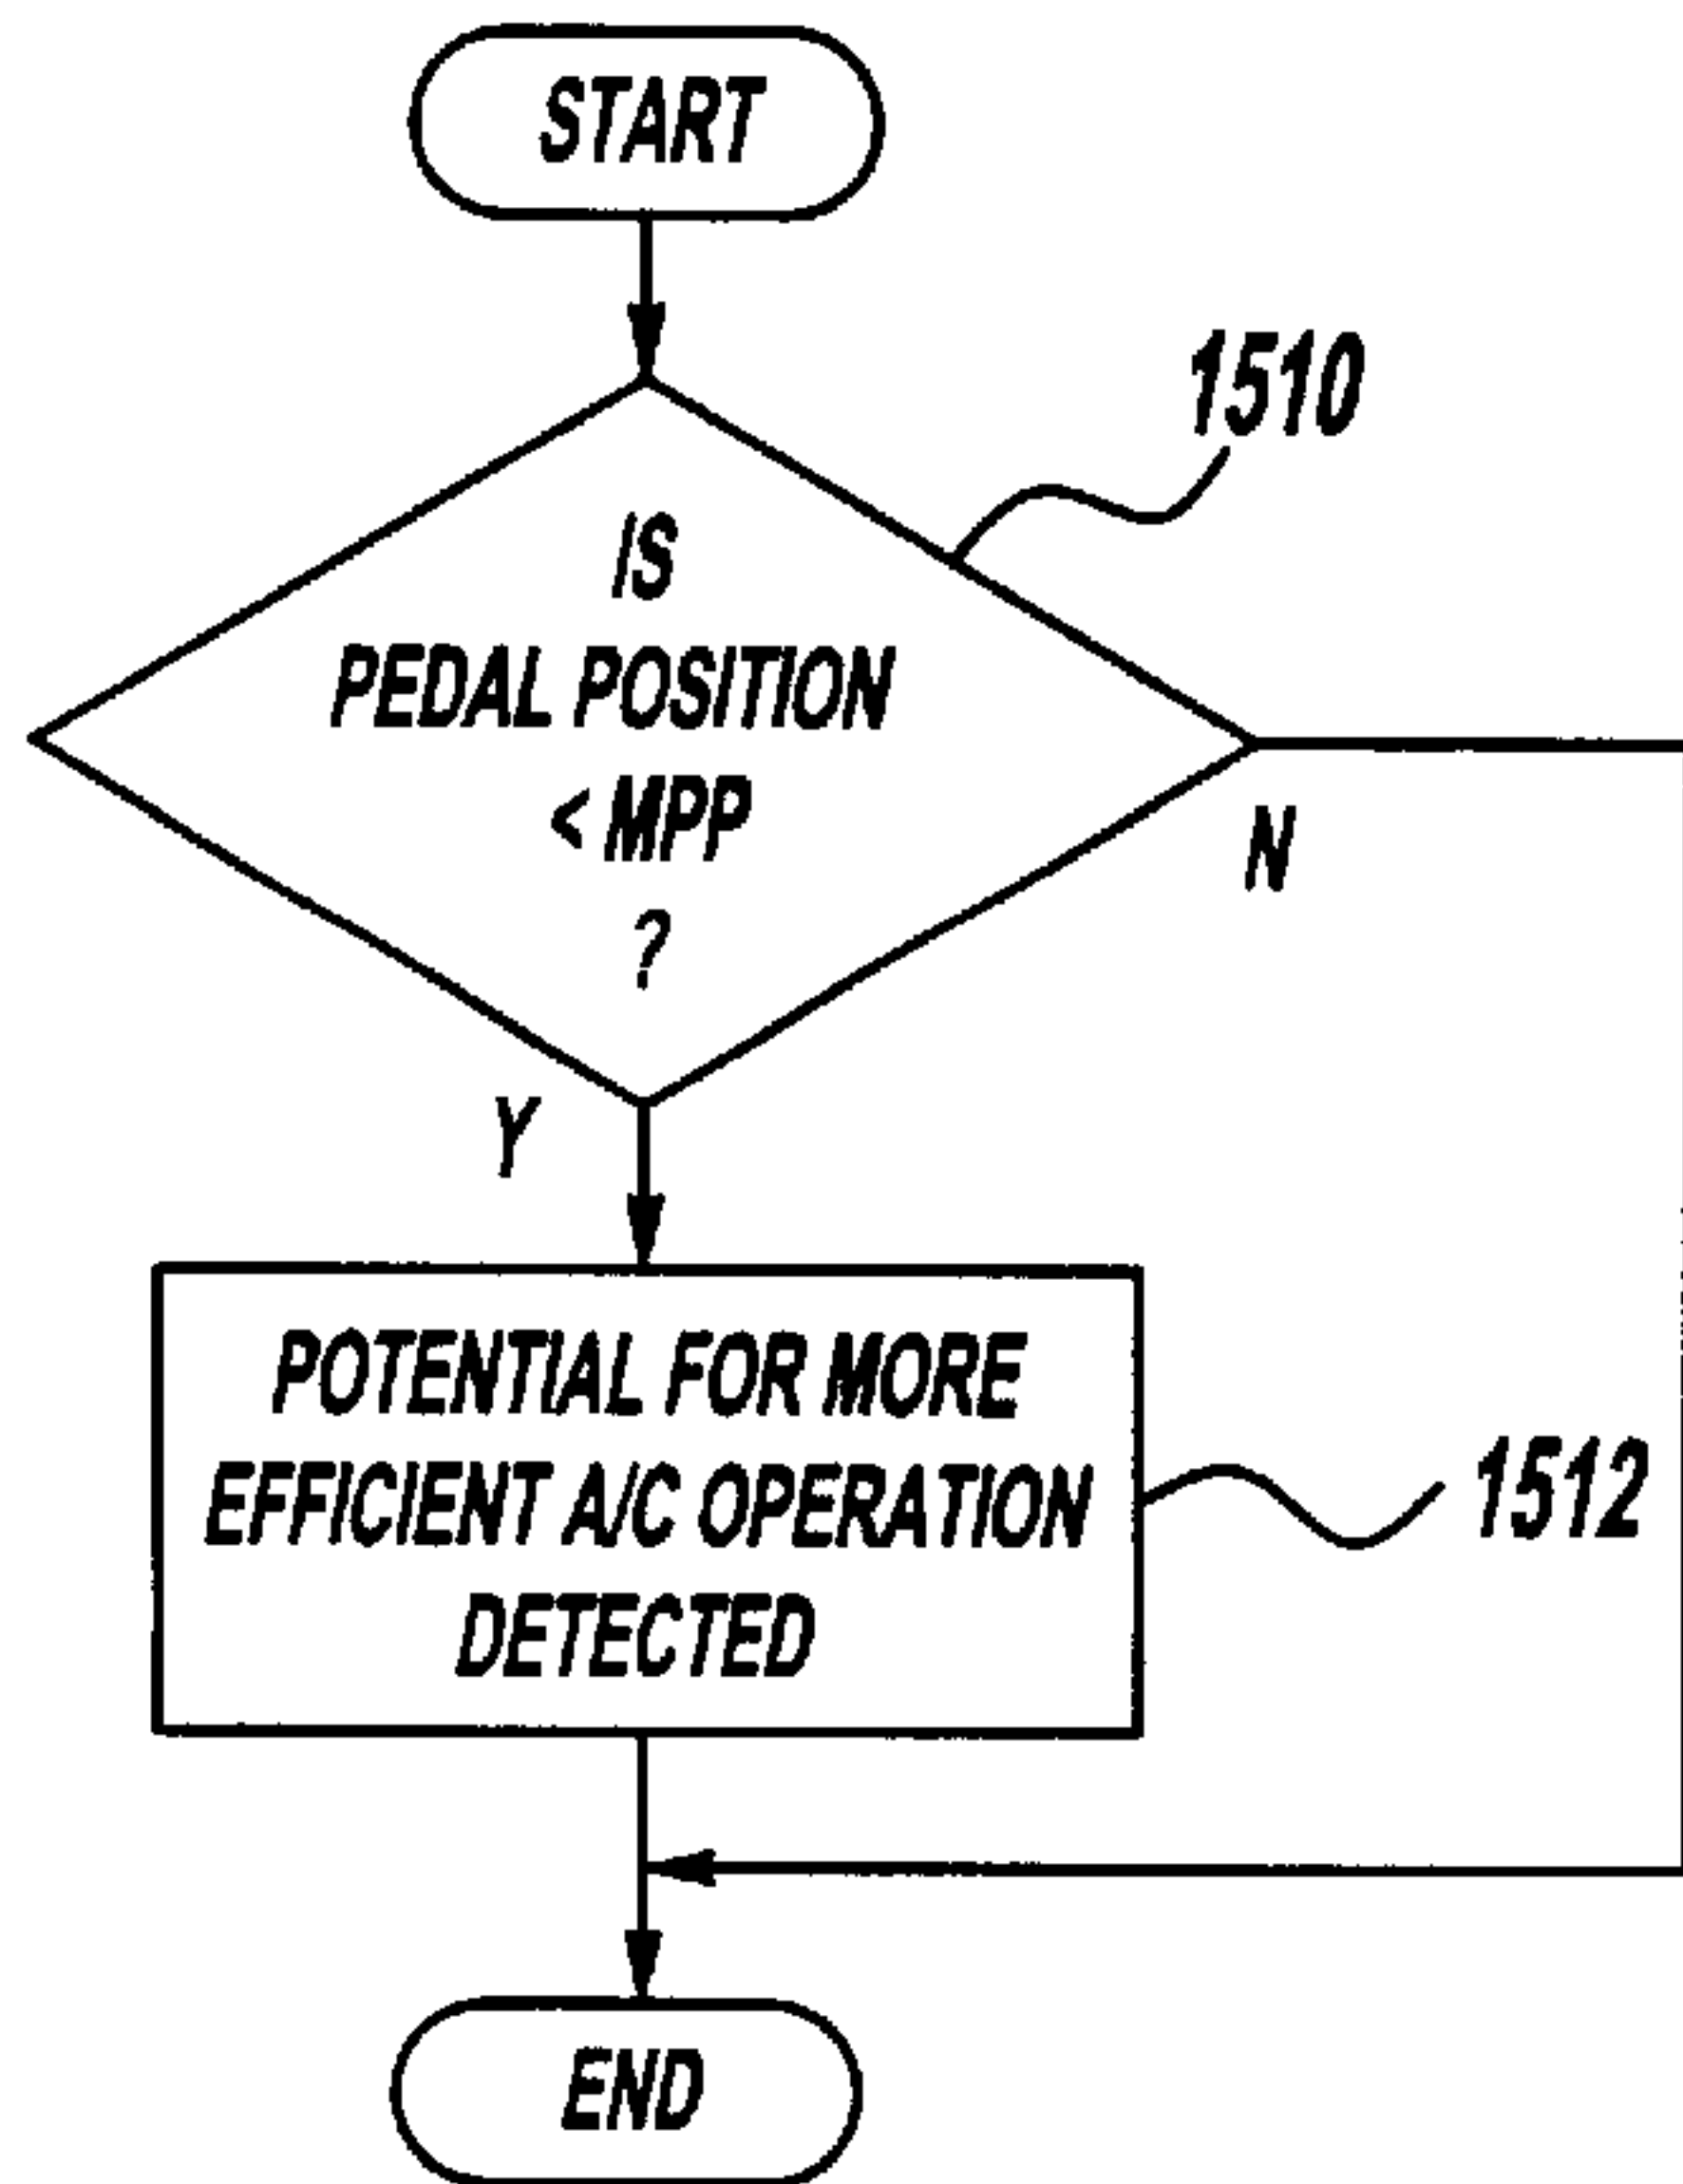 START
1510
IS
PEDAL POSITION
< MPP
?
N
Y
POTENTIAL FOR MORE
EFFICIENT A/C OPERATION
DETECTED
1512
END